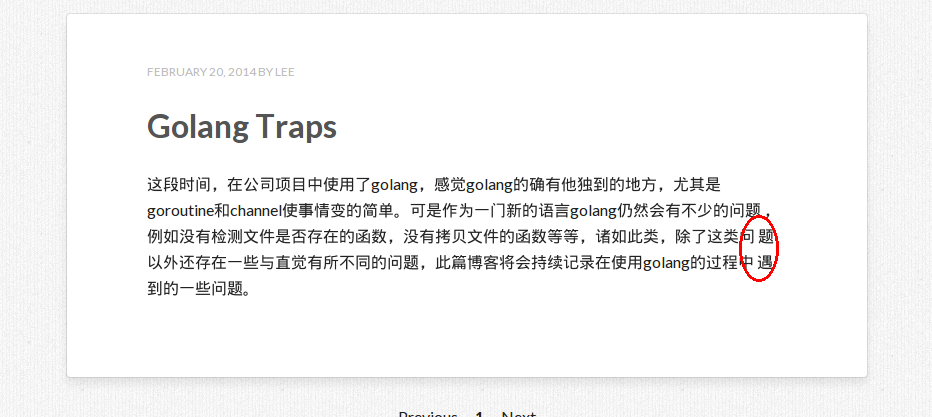 FEBRUARY 20, 2014 BY LEE
Golang Traps
这段时间，在公司项目中使用了golang，感觉golang的确有他独到的地方，尤其是
goroutine和channel使事情变的简单。可是作为一门新的语言golang仍然会有不少的问题，
例如没有检测文件是否存在的函数，没有拷贝文件的函数等等，诸如此类，除了这类问 题
以外还存在一些与直觉有所不同的问题，此篇博客将会持续记录在使用golang的过程中 遇
到的一些问题。
Previous 1 Next